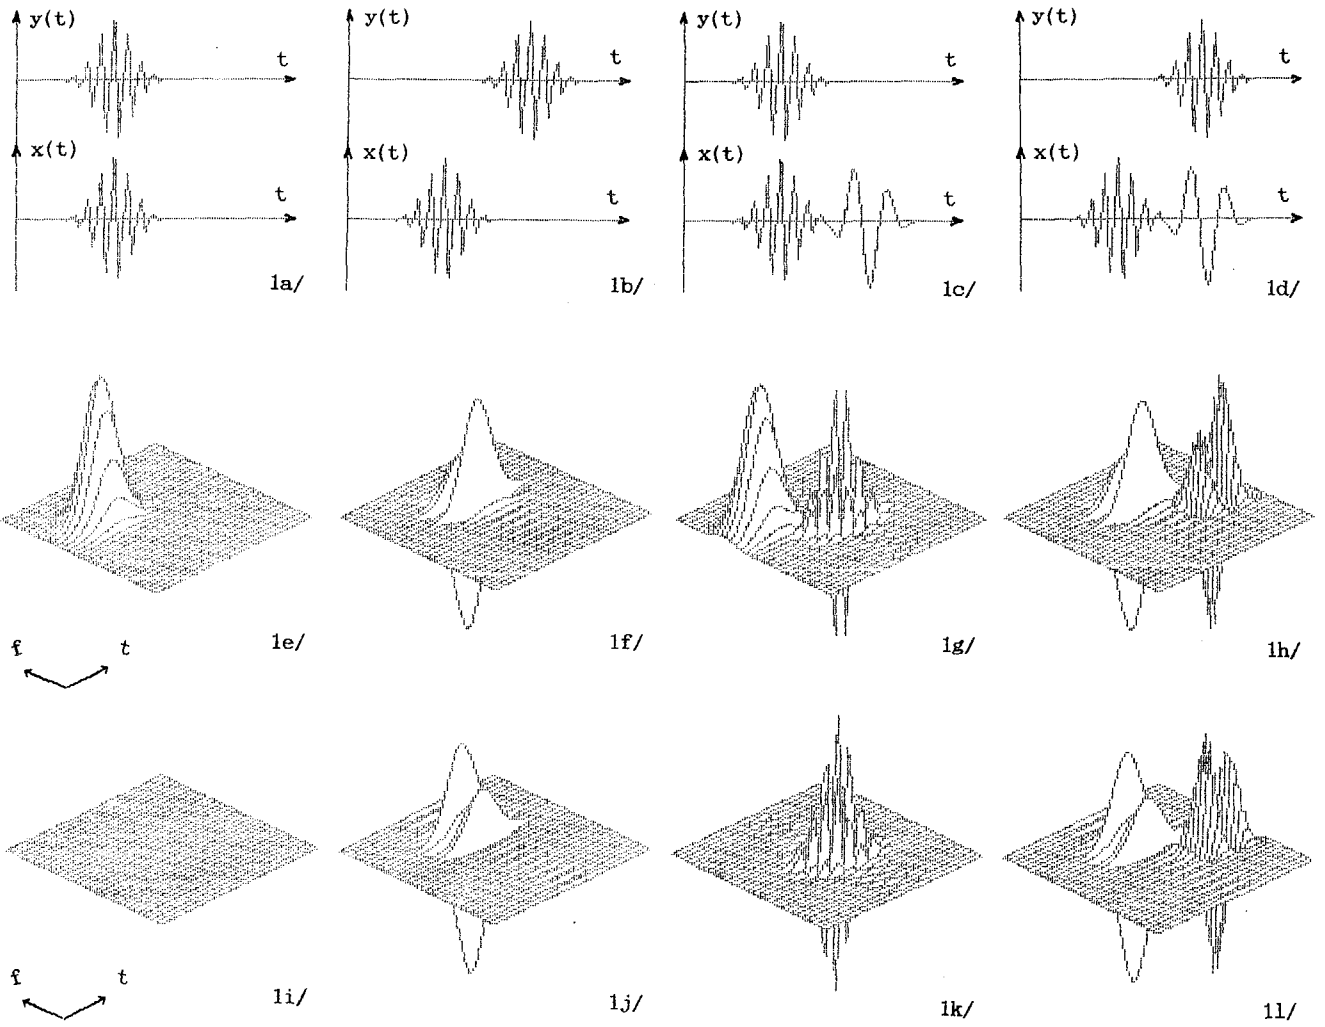 y(t) y(t) y(t) y(t)
t t t t
x(t) x(t) x(t) x(t)
t t t t
1a/ 1b/ 1c/ 1d/
f t 1e/ 1f/ 1g/ 1h/
f t 1i/ 1j/ 1k/ 1l/